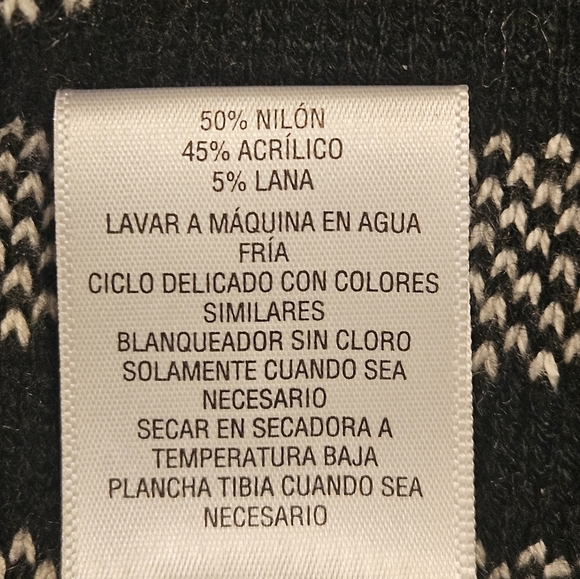 50% NILÓN
45% ACRÍLICO
5% LANA
LAVAR A MÁQUINA EN AGUA
FRÍA
CICLO DELICADO CON COLORES
SIMILARES
BLANQUEADOR SIN CLORO
SOLAMENTE CUANDO SEA
NECESARIO
SECAR EN SECADORA A
TEMPERATURA BAJA
PLANCHA TIBIA CUANDO SEA
NECESARIO